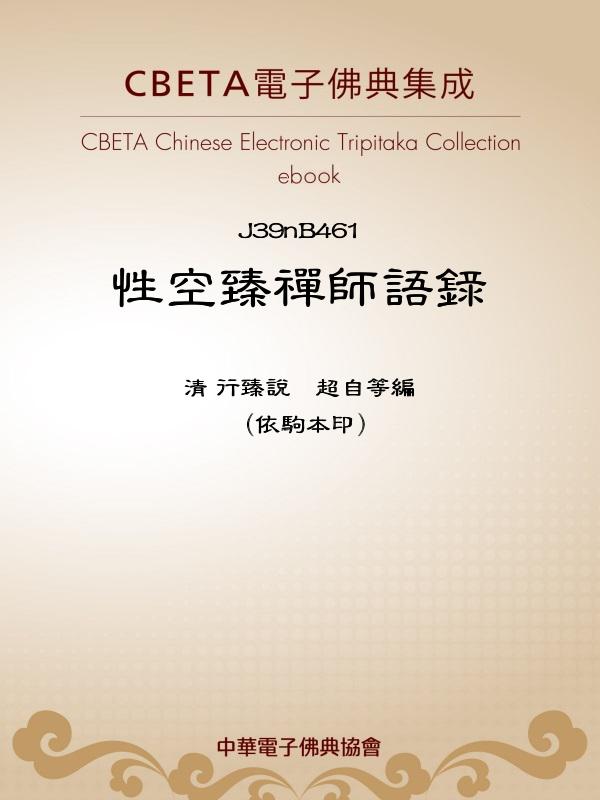 CBETA電子佛典集成
CBETA Chinese Electronic Tripitaka Collection
ebook
J39nB461
性空臻禪師語錄
清 行臻說　超自等編
（依駒本印）
中華電子佛典協會